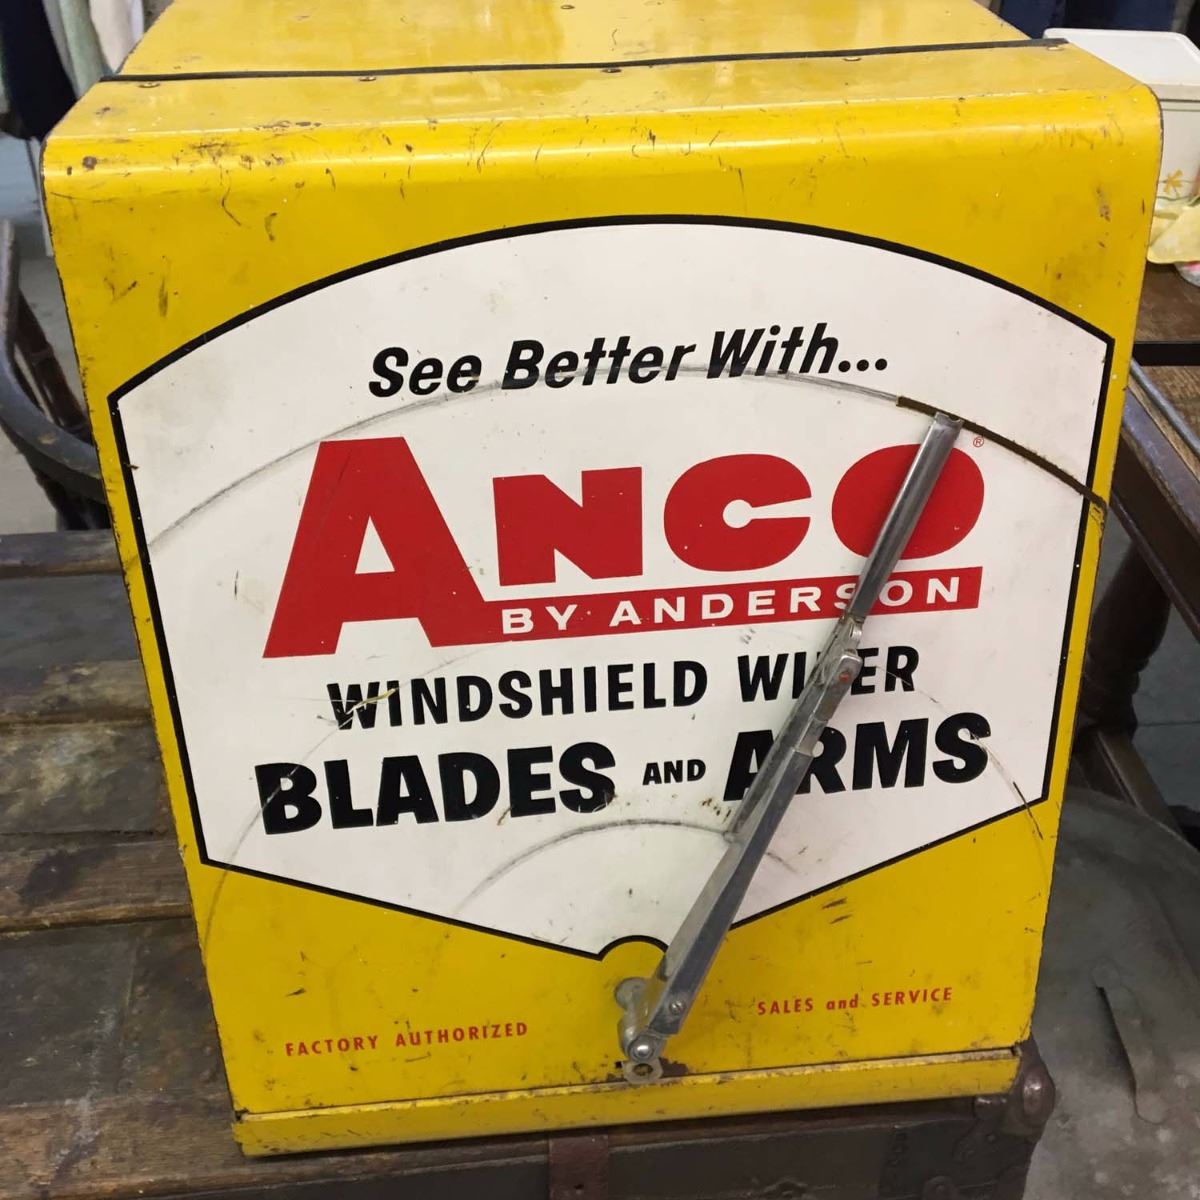 See Better With...
ANCO®
BY ANDERSON
WINDSHIELD WIPER
BLADES AND ARMS
FACTORY AUTHORIZED
SALES and SERVICE